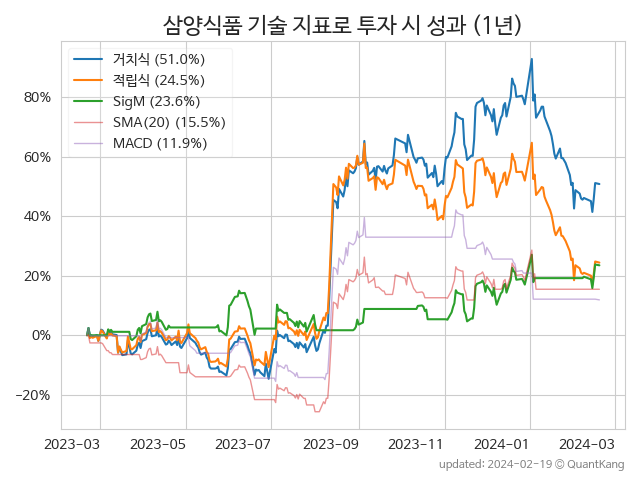 삼양식품 기술 지표로 투자 시 성과 (1년)
거치식 (51.0%)
적립식 (24.5%)
SigM (23.6%)
SMA(20) (15.5%)
MACD (11.9%)
80%
60%
40%
20%
0%
−20%
2023-03 2023-05 2023-07 2023-09 2023-11 2024-01 2024-03
updated: 2024-02-19 © QuantKang